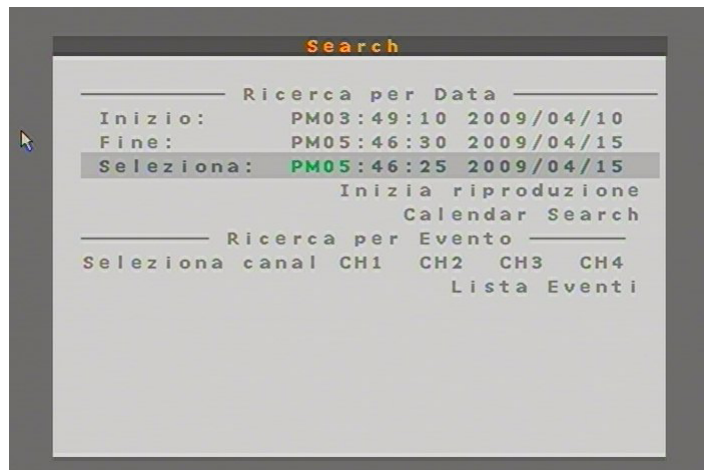 Search
Ricerca per Data
Inizio: PM03:49:10 2009/04/10
Fine: PM05:46:30 2009/04/15
Seleziona: PM05:46:25 2009/04/15
Inizia riproduzione
Calendar Search
Ricerca per Evento
Seleziona canal CH1 CH2 CH3 CH4
Lista Eventi